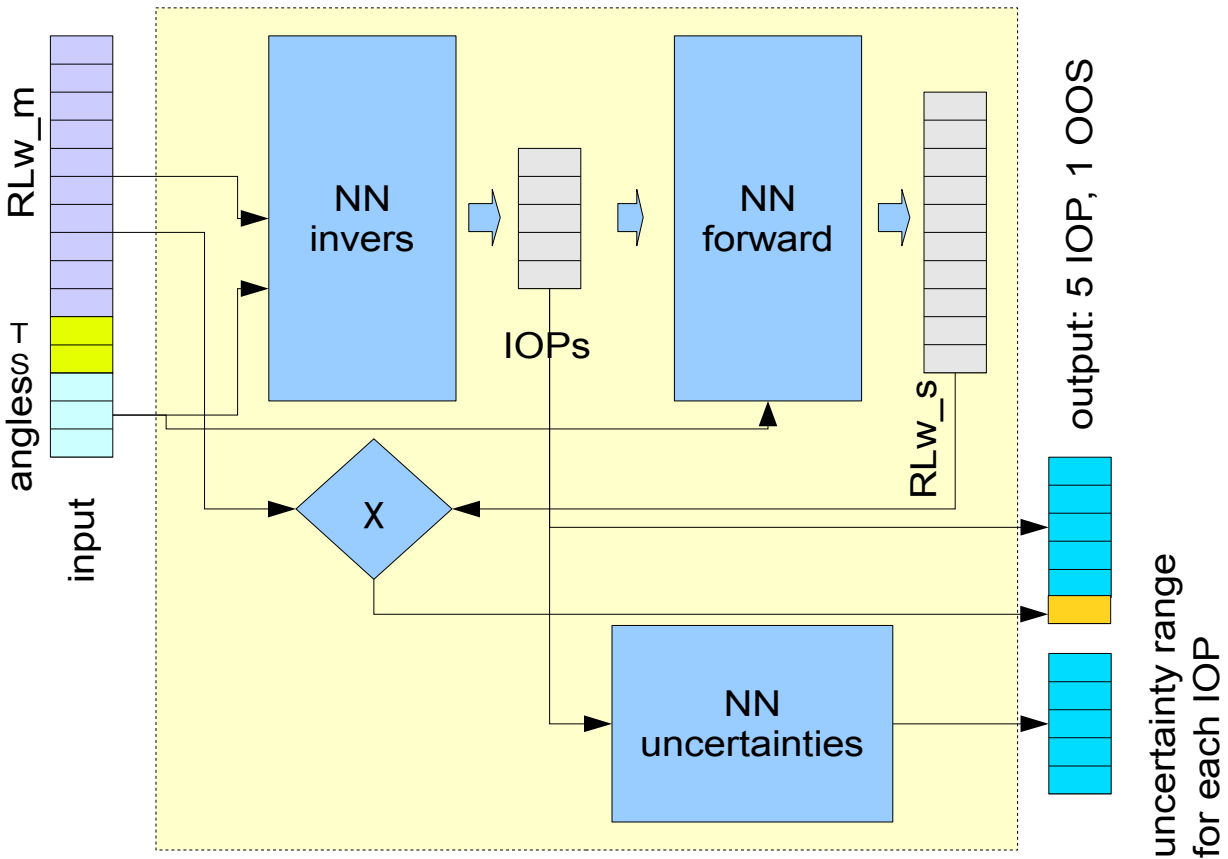 RLw_m
T
S
angles
input
NN
invers
IOPs
NN
forward
RLw_s
X
NN
uncertainties
output: 5 IOP, 1 OOS
uncertainty range
for each IOP